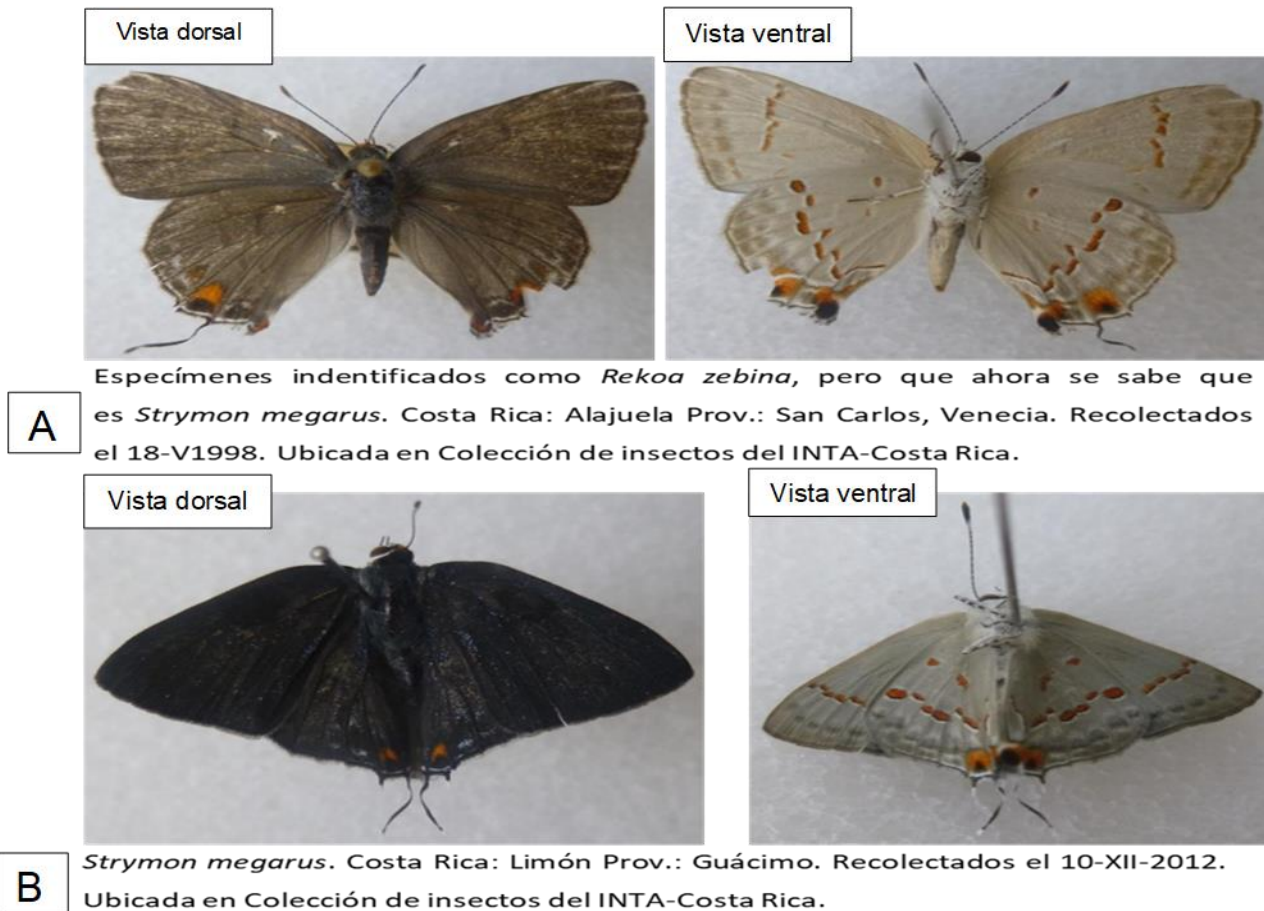 Vista dorsal
Vista ventral
Especímenes indentificados como Rekoa zebina, pero que ahora se sabe que
A
es Strymon megarus. Costa Rica: Alajuela Prov.: San Carlos, Venecia. Recolectados
el 18-V1998. Ubicada en Colección de insectos del INTA-Costa Rica.
Vista dorsal
Vista ventral
B
Strymon megarus. Costa Rica: Limón Prov.: Guácimo. Recolectados el 10-XII-2012.
Ubicada en Colección de insectos del INTA-Costa Rica.